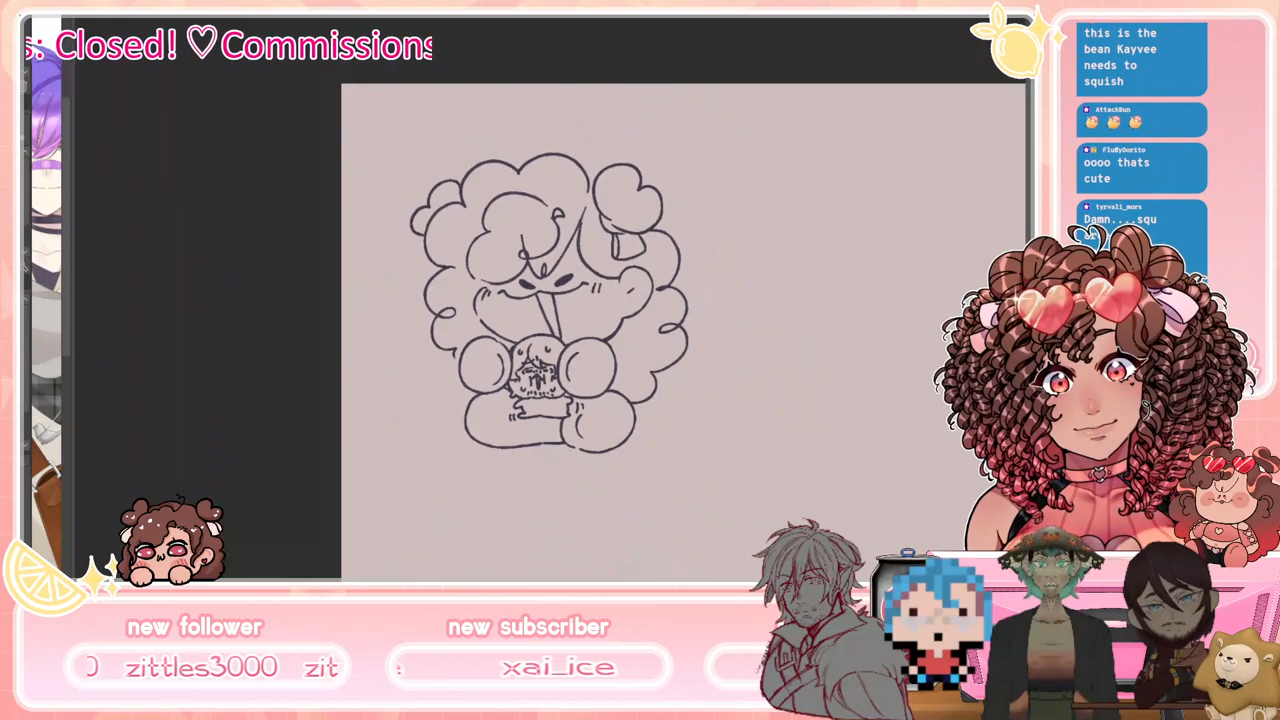 s: Closed! ♡Commissions
this is the
bean Kayvee
needs to
squish
AttackBun
FluffyDorito
oooo thats
cute
tyrvali_mors
Damn....squ
new follower
zittles3000 zit
new subscriber
xai_ice